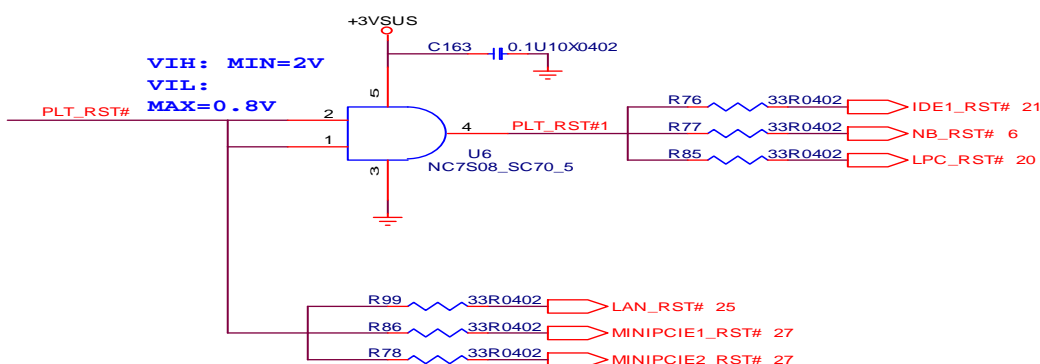 +3VSUS
C163 0.1U10X0402
VIH: MIN=2V
VIL:
MAX=0.8V
5
PLT_RST#
2
1
4
PLT_RST#1
U6
NC7S08_SC70_5
3
R76 33R0402 IDE1_RST# 21
R77 33R0402 NB_RST# 6
R85 33R0402 LPC_RST# 20
R99 33R0402 LAN_RST# 25
R86 33R0402 MINIPCIE1_RST# 27
R78 33R0402 MINIPCIE2_RST# 27